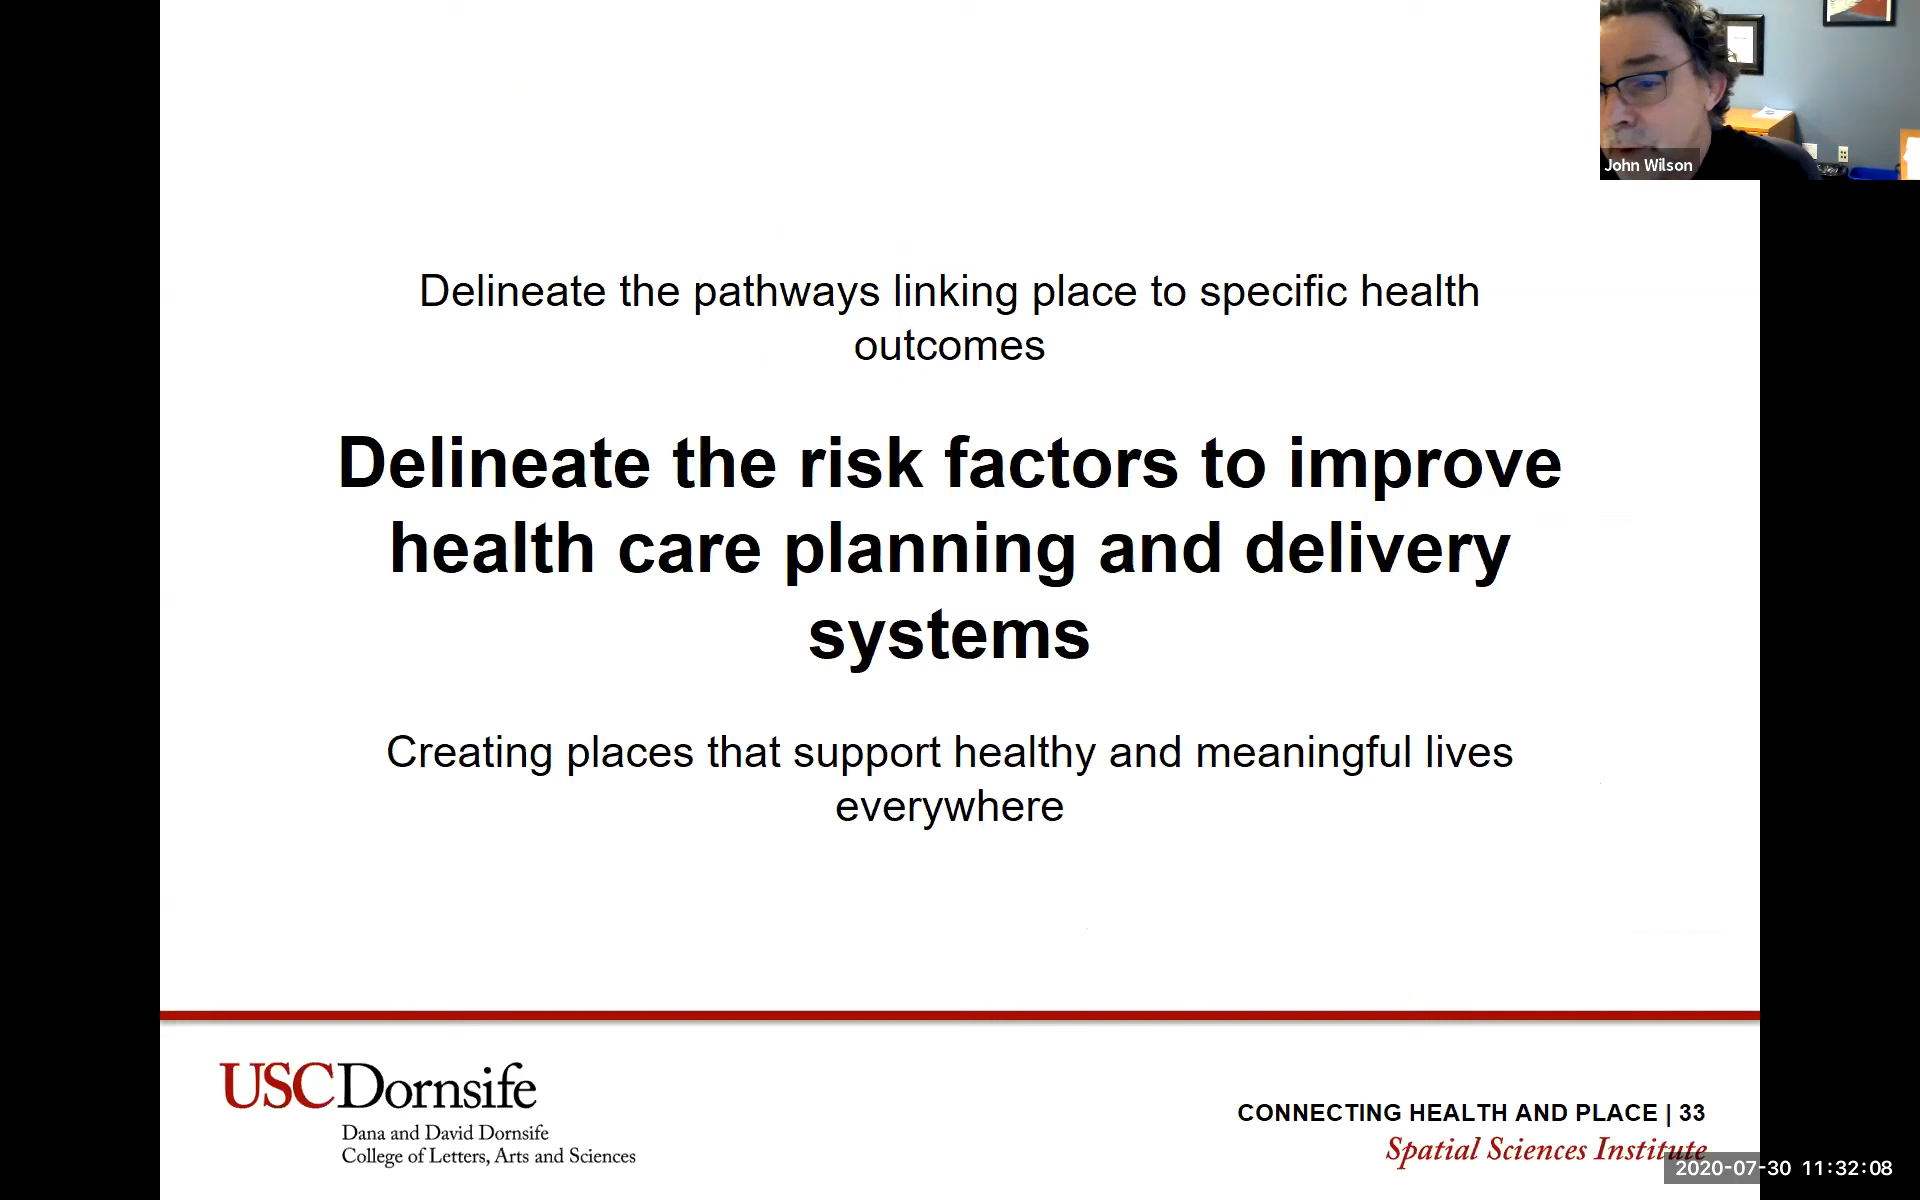 John Wilson
Delineate the pathways linking place to specific health
outcomes
Delineate the risk factors to improve
health care planning and delivery
systems
Creating places that support healthy and meaningful lives
everywhere
USCDornsife
Dana and David Dornsife
College of Letters, Arts and Sciences
CONNECTING HEALTH AND PLACE | 33
Spatial Sciences Institute
2020-07-30 11:32:08